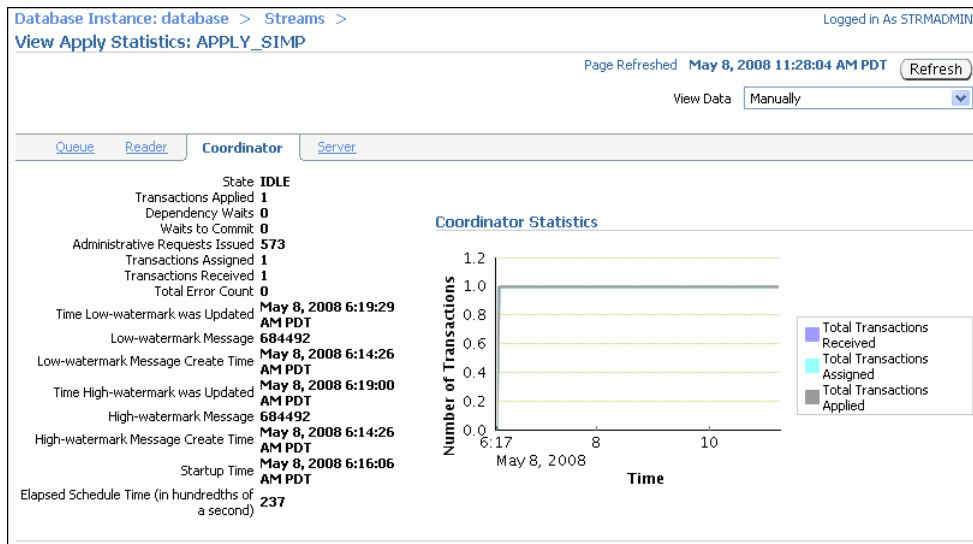 Database Instance: database > Streams >
Logged in As STRMADMIN
View Apply Statistics: APPLY_SIMP
Page Refreshed May 8, 2008 11:28:04 AM PDT Refresh
View Data Manually
Queue Reader Coordinator Server
State IDLE
Transactions Applied 1
Dependency Waits 0
Waits to Commit 0
Administrative Requests Issued 573
Transactions Assigned 1
Transactions Received 1
Total Error Count 0
Time Low-watermark was Updated May 8, 2008 6:19:29
AM PDT
Low-watermark Message 684492
Low-watermark Message Create Time May 8, 2008 6:14:26
AM PDT
Time High-watermark was Updated May 8, 2008 6:19:00
AM PDT
High-watermark Message 684492
High-watermark Message Create Time May 8, 2008 6:14:26
AM PDT
Startup Time May 8, 2008 6:16:06
AM PDT
Elapsed Schedule Time (in hundredths of
a second) 237
Coordinator Statistics
Number of Transactions
1.2
1.0
0.8
0.6
0.4
0.2
0.0
6:17 8 10
May 8, 2008
Time
Total Transactions
Received
Total Transactions
Assigned
Total Transactions
Applied